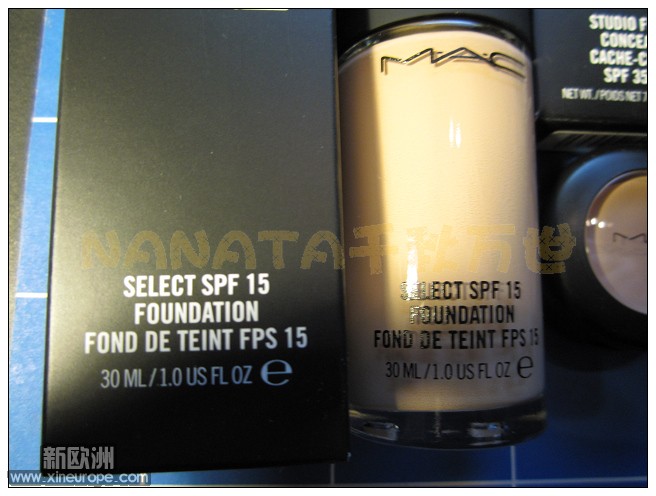 SELECT SPF 15
FOUNDATION
FOND DE TEINT FPS 15
30 ML/1.0 US FL OZ e
MAC
SELECT SPF 15
FOUNDATION
FOND DE TEINT FPS 15
30 ML/1.0 US FL OZ e
STUDIO F
CONCEA
CACHE-C
SPF 35
NET WT./POIDS NET 7
NANATA千秋万世
新欧洲
www.xineurope.com